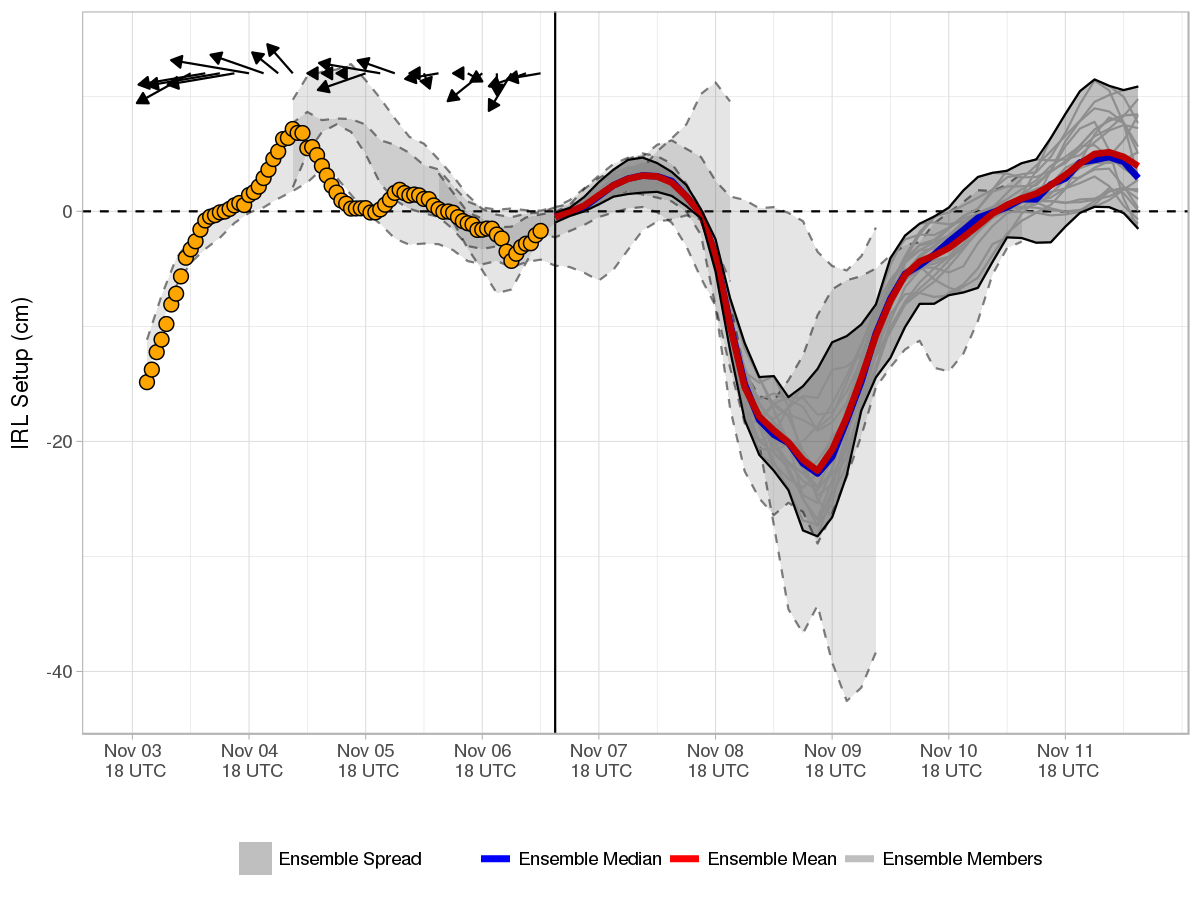 IRL Setup (cm)
0
-20
-40
Nov 03 Nov 04 Nov 05 Nov 06 Nov 07 Nov 08 Nov 09 Nov 10 Nov 11
18 UTC 18 UTC 18 UTC 18 UTC 18 UTC 18 UTC 18 UTC 18 UTC 18 UTC
Ensemble Spread Ensemble Median Ensemble Mean Ensemble Members